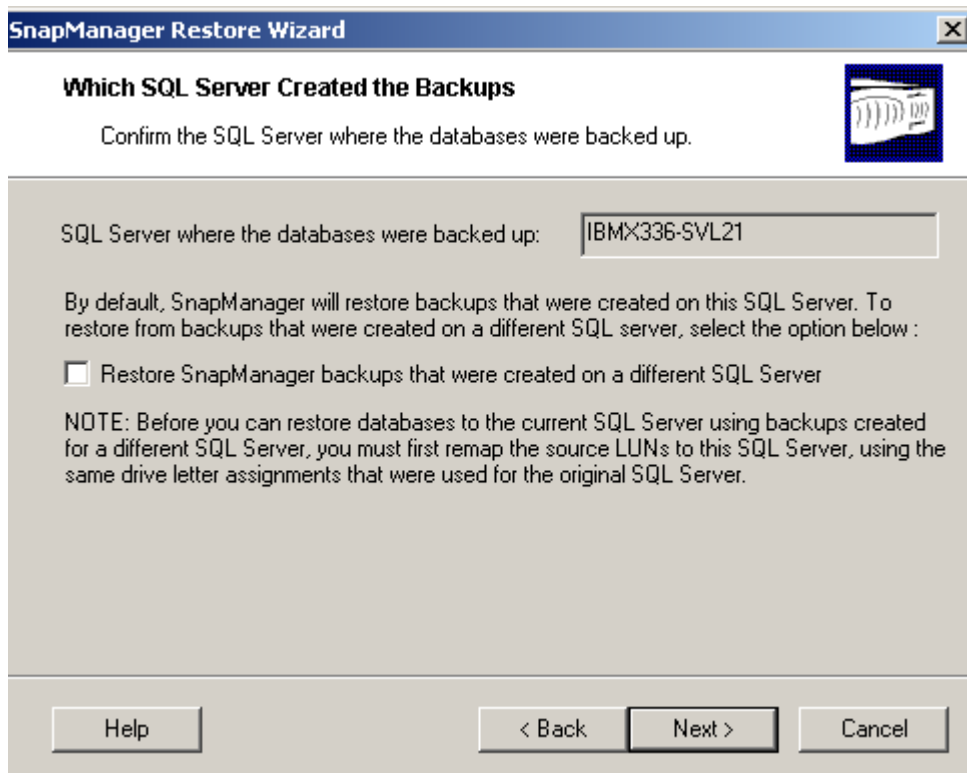 SnapManager Restore Wizard
Which SQL Server Created the Backups
Confirm the SQL Server where the databases were backed up.
SQL Server where the databases were backed up: IBMX336-SVL21
By default, SnapManager will restore backups that were created on this SQL Server. To
restore from backups that were created on a different SQL server, select the option below :
Restore SnapManager backups that were created on a different SQL Server
NOTE: Before you can restore databases to the current SQL Server using backups created
for a different SQL Server, you must first remap the source LUNs to this SQL Server, using the
same drive letter assignments that were used for the original SQL Server.
Help < Back Next > Cancel